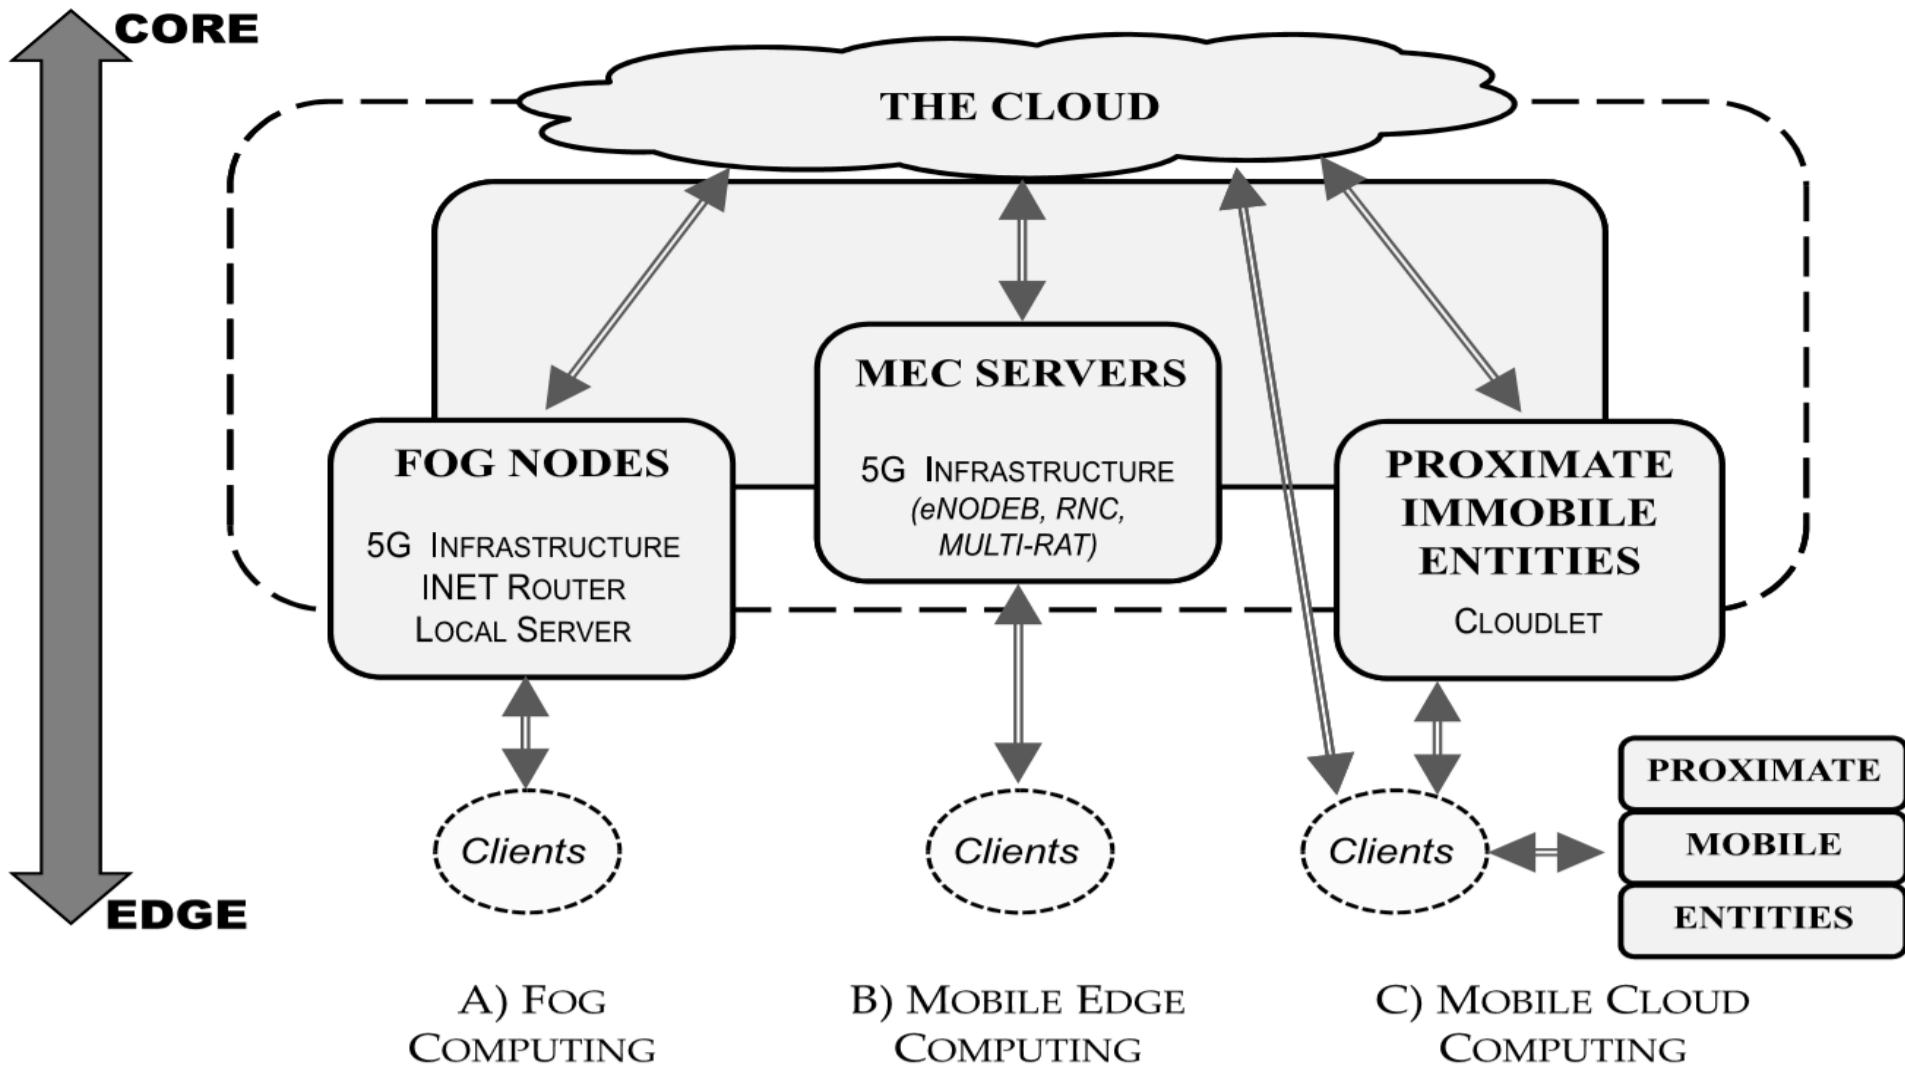 CORE
THE CLOUD
MEC SERVERS
5G INFRASTRUCTURE
(eNODEB, RNC,
MULTI-RAT)
FOG NODES
5G INFRASTRUCTURE
INET ROUTER
LOCAL SERVER
PROXIMATE
IMMOBILE
ENTITIES
CLOUDLET
Clients
Clients
Clients
PROXIMATE
MOBILE
ENTITIES
EDGE
A) FOG
COMPUTING
B) MOBILE EDGE
COMPUTING
C) MOBILE CLOUD
COMPUTING